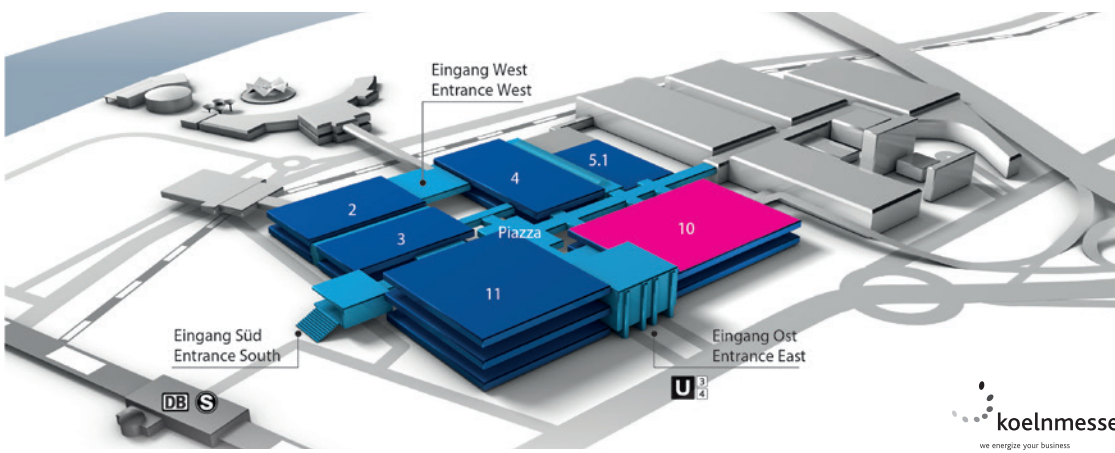 Eingang West
Entrance West
5.1
4
2
3
Piazza
10
11
Eingang Süd
Entrance South
Eingang Ost
Entrance East
DB S
U 3
4
koelnmesse
we energize your business